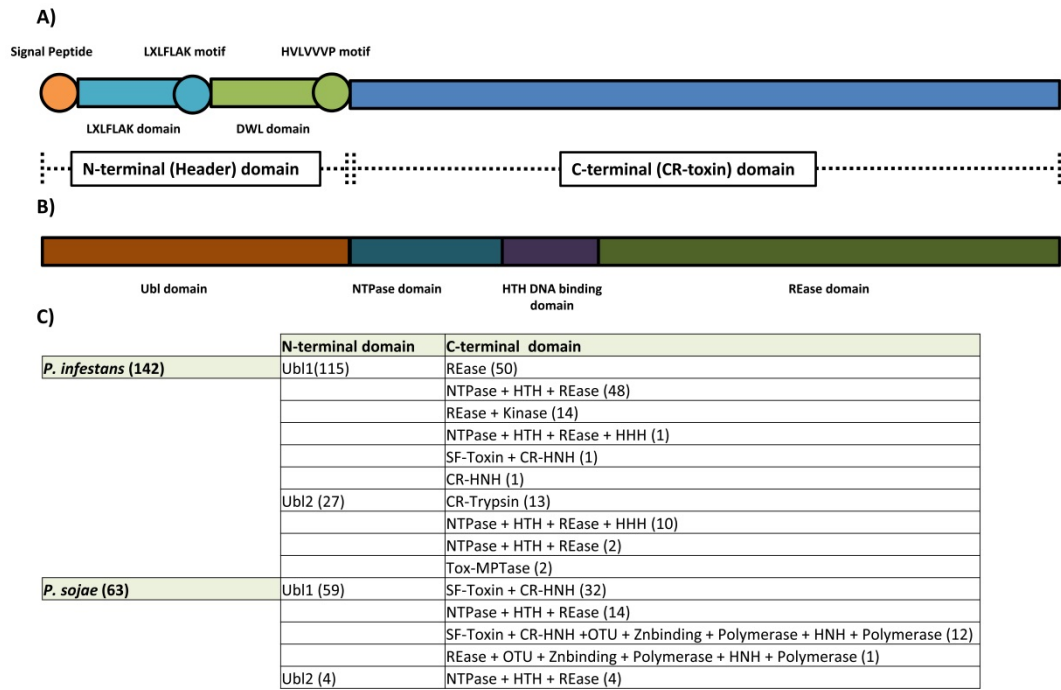 A)
Signal Peptide LXLFLAK motif HVLVVVP motif
LXLFLAK domain DWL domain
N-terminal (Header) domain C-terminal (CR-toxin) domain
B)
Ubl domain NTPase domain HTH DNA binding domain REase domain
C)
N-terminal domain C-terminal domain
P. infestans (142) Ubl1(115) REase (50)
NTPase + HTH + REase (48)
REase + Kinase (14)
NTPase + HTH + REase + HHH (1)
SF-Toxin + CR-HNH (1)
CR-HNH (1)
Ubl2 (27) CR-Trypsin (13)
NTPase + HTH + REase + HHH (10)
NTPase + HTH + REase (2)
Tox-MPTase (2)
P. sojae (63) Ubl1 (59) SF-Toxin + CR-HNH (32)
NTPase + HTH + REase (14)
SF-Toxin + CR-HNH +OTU + Znbinding + Polymerase + HNH + Polymerase (12)
REase + OTU + Znbinding + Polymerase + HNH + Polymerase (1)
Ubl2 (4) NTPase + HTH + REase (4)